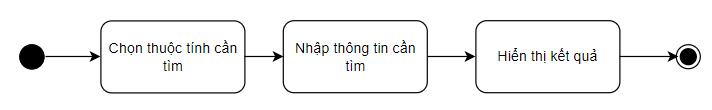 Chọn thuộc tính cần
tìm
Nhập thông tin cần
tìm
Hiển thị kết quả